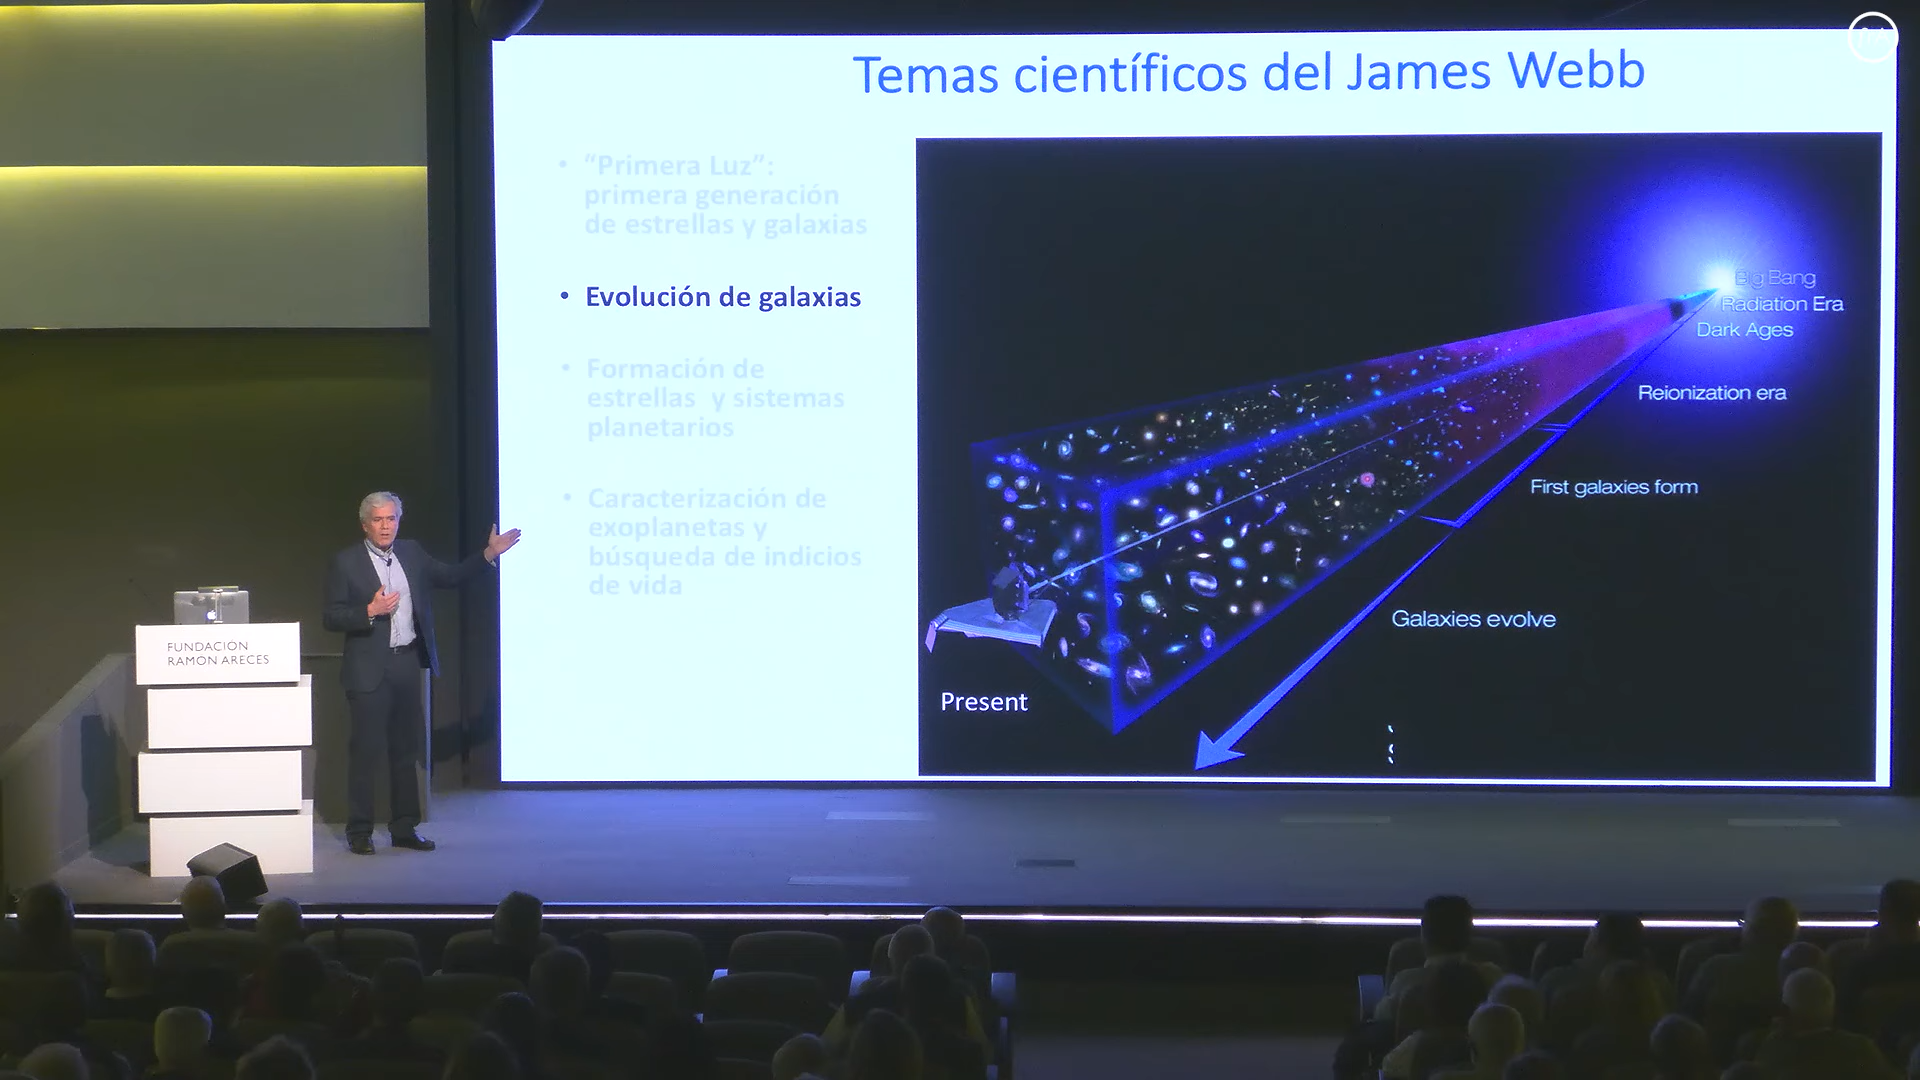 Temas científicos del James Webb
• “Primera Luz”:
primera generación
de estrellas y galaxias
• Evolución de galaxias
• Formación de
estrellas y sistemas
planetarios
• Caracterización de
exoplanetas y
búsqueda de indicios
de vida
Big Bang
Radiation Era
Dark Ages
Reionization era
First galaxies form
Galaxies evolve
Present
FUNDACIÓN
RAMÓN ARECES